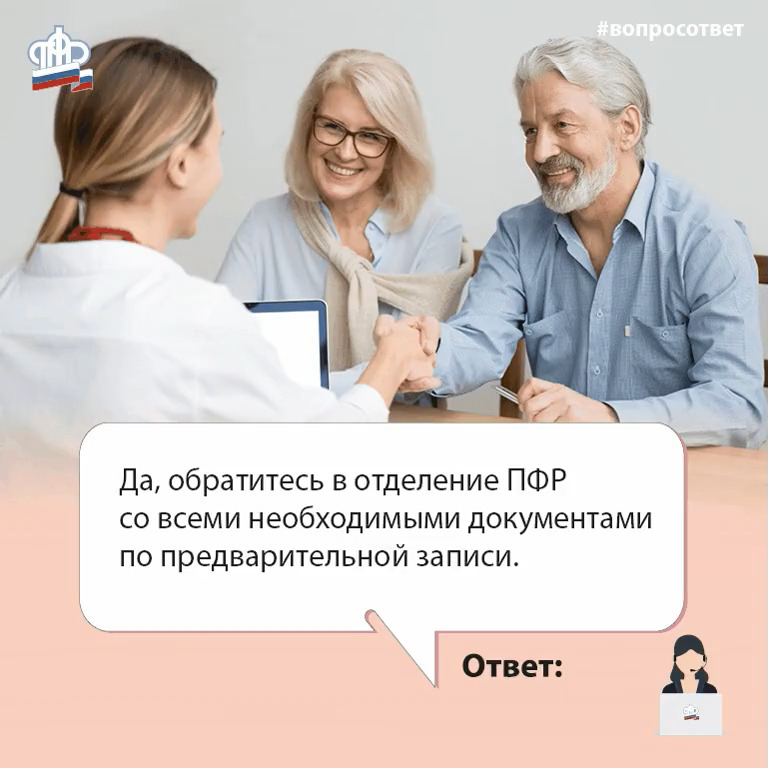 #вопросответ
Да, обратитесь в отделение ПФР
со всеми необходимыми документами
по предварительной записи.
Ответ: